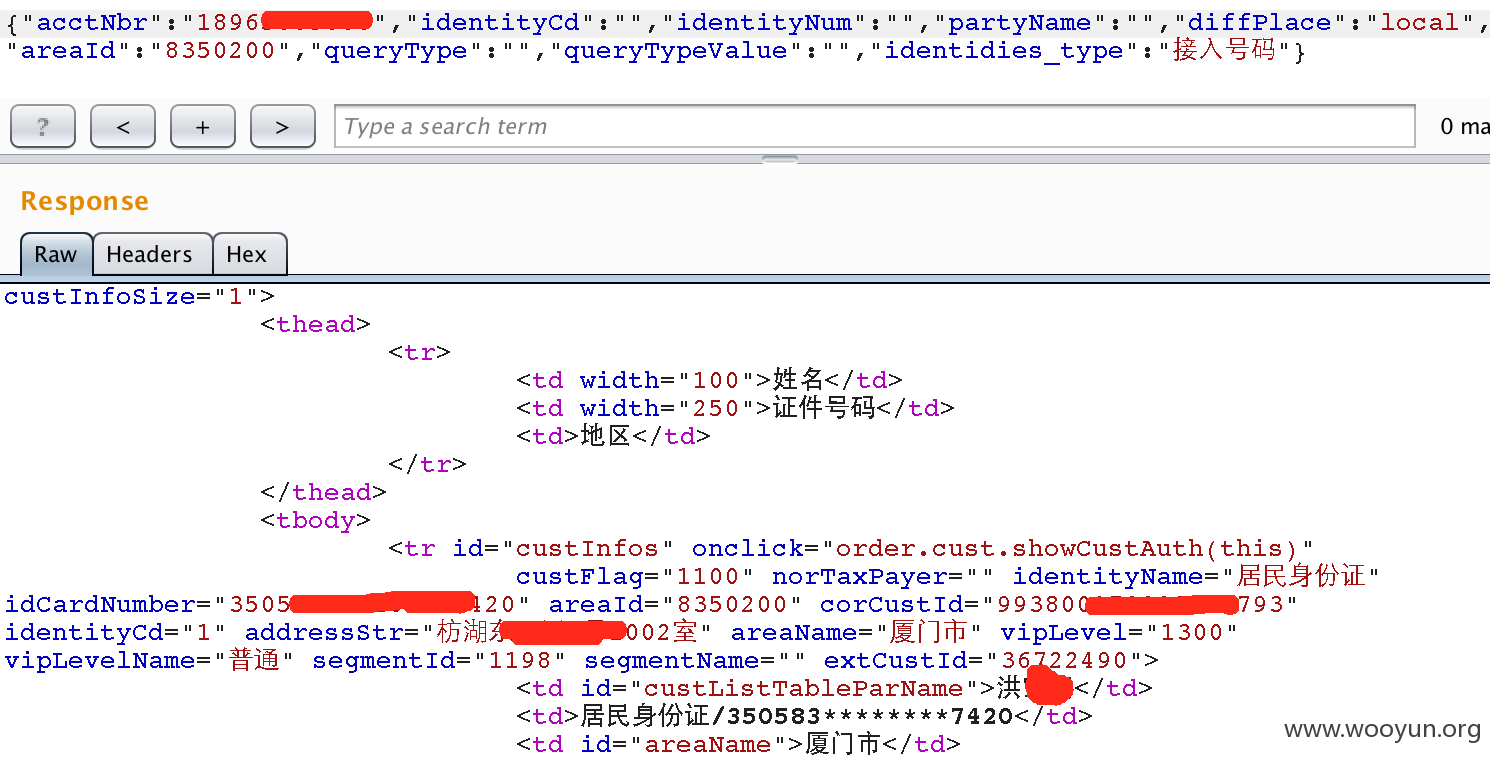 {"acctNbr":"1896","identityCd":"","identityNum":"","partyName":"","diffPlace":"local",
"areaId":"8350200","queryType":"","queryTypeValue":"","identidies_type":"接入号码"}
?
<
+
>
Type a search term
0 ma
Response
Raw
Headers
Hex
custInfoSize="1">
<thead>
<tr>
<td width="100">姓名</td>
<td width="250">证件号码</td>
<td>地区</td>
</tr>
</thead>
<tbody>
<tr id="custInfos" onclick="order.cust.showCustAuth(this)"
custFlag="1100" norTaxPayer="" identityName="居民身份证"
idCardNumber="3505 420" areaId="8350200" corCustId="99380 793"
identityCd="1" addressStr="枋湖 002室" areaName="厦门市" vipLevel="1300"
vipLevelName="普通" segmentId="1198" segmentName="" extCustId="36722490">
<td id="custListTableParName">洪</td>
<td>居民身份证/350583********7420</td>
<td id="areaName">厦门市</td>
www.wooyun.org